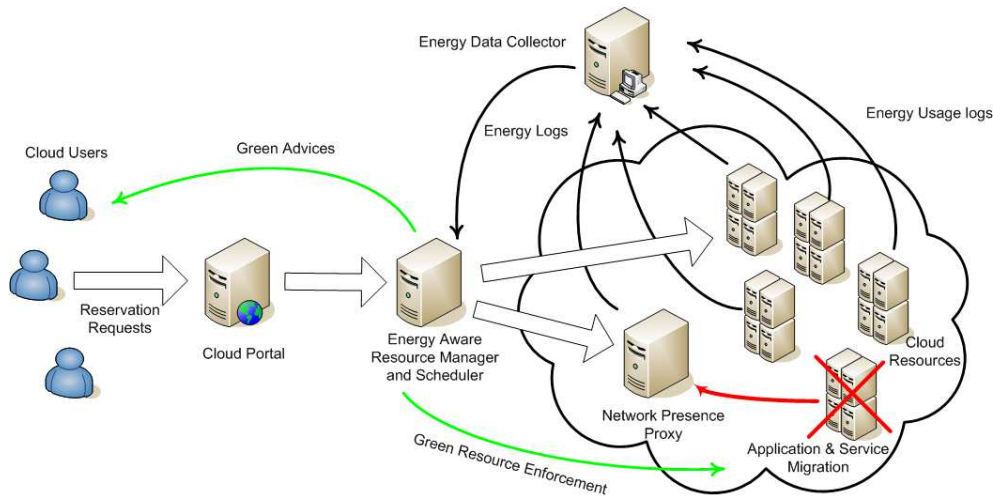 Energy Data Collector
Energy Usage logs
Energy Logs
Cloud Users
Green Advices
Reservation
Requests
Cloud Portal
Energy Aware
Resource Manager
and Scheduler
Cloud
Resources
Network Presence
Proxy
Application & Service
Migration
Green Resource Enforcement